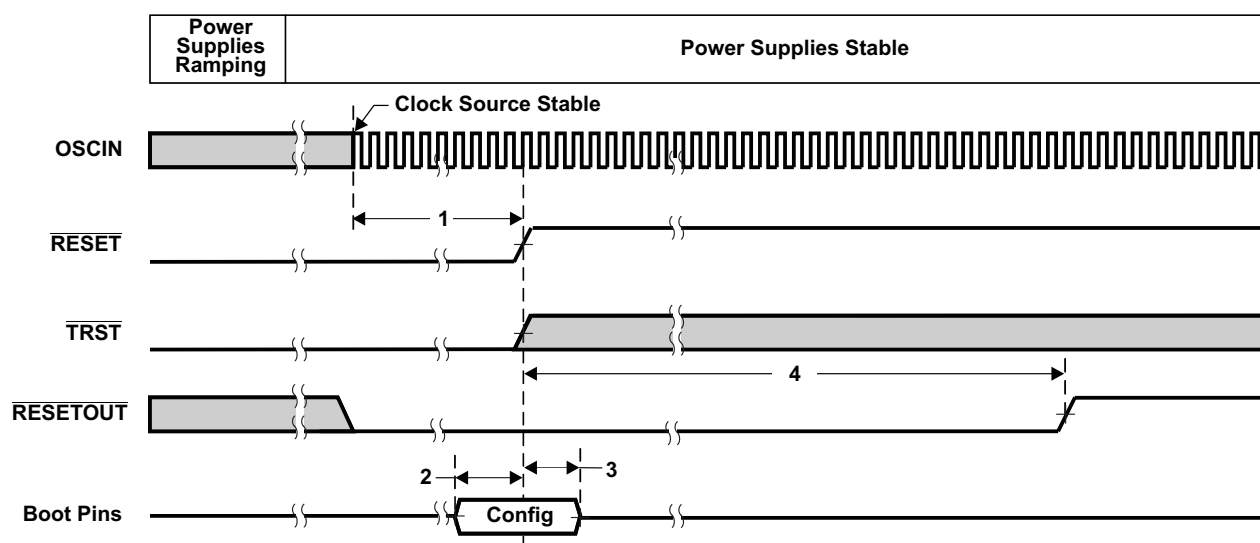 Power
Supplies
Ramping
Power Supplies Stable
Clock Source Stable
OSCIN
1
RESET
TRST
4
RESETOUT
2
3
Boot Pins
Config